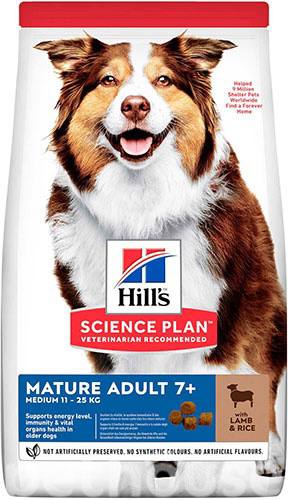 Helped
9 Million
Shelter Pets
Worldwide
Find a Forever
Home
Hill's
SCIENCE PLAN™
VETERINARIAN RECOMMENDED
MATURE ADULT 7+
MEDIUM 11 - 25 KG
Supports energy level,
immunity & vital
organs health in
older dogs
with
LAMB
& RICE
NOT ARTIFICIALLY PRESERVED. NO SYNTHETIC COLOURS. NO ARTIFICIAL FLAVOURS.